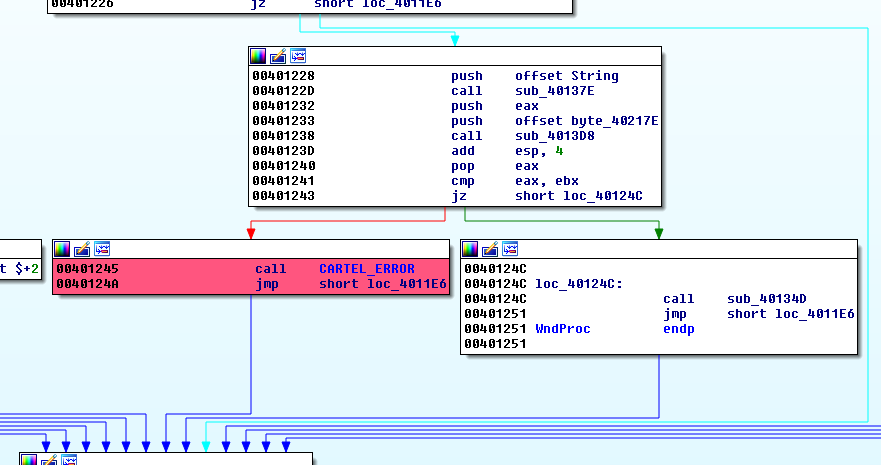 00401226 jz short loc_4011E6
00401228 push offset String
0040122D call sub_40137E
00401232 push eax
00401233 push offset byte_40217E
00401238 call sub_4013D8
0040123D add esp, 4
00401240 pop eax
00401241 cmp eax, ebx
00401243 jz short loc_40124C
t $+2
00401245 call CARTEL_ERROR
0040124A jmp short loc_4011E6
0040124C
0040124C loc_40124C:
0040124C call sub_40134D
00401251 jmp short loc_4011E6
00401251 WndProc endp
00401251